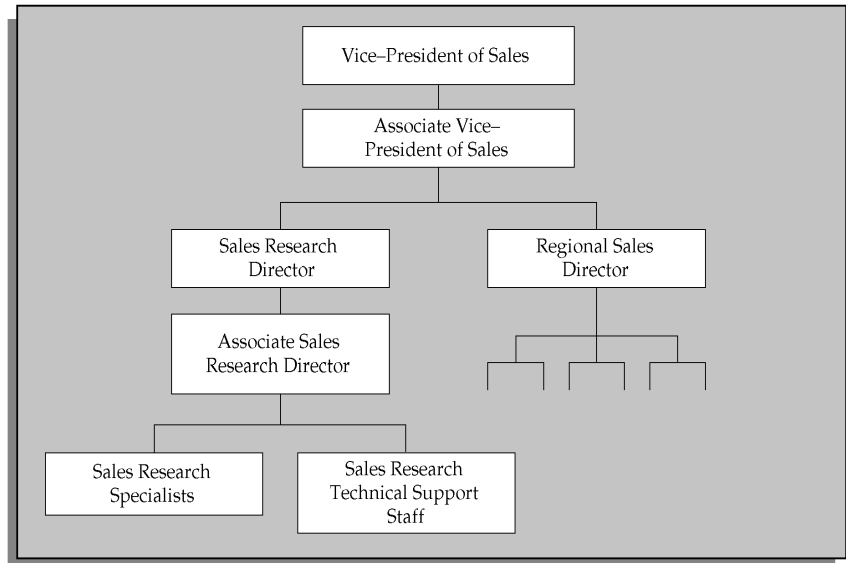 Vice–President of Sales
Associate Vice–
President of Sales
Sales Research
Director
Regional Sales
Director
Associate Sales
Research Director
Sales Research
Specialists
Sales Research
Technical Support
Staff